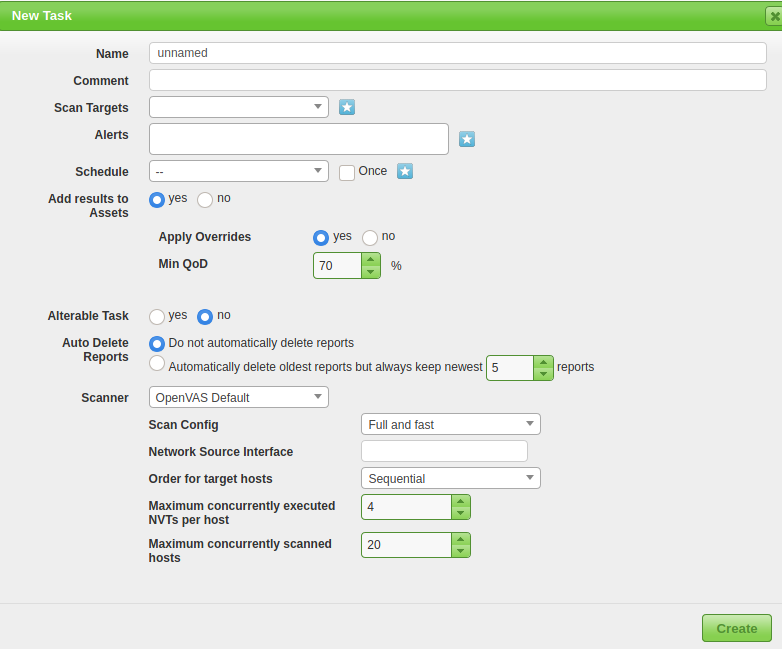 New Task
Name unnamed
Comment
Scan Targets
Alerts
Schedule -- Once
Add results to
Assets yes no
Apply Overrides yes no
Min QoD 70 %
Alterable Task yes no
Auto Delete
Reports Do not automatically delete reports
Automatically delete oldest reports but always keep newest 5 reports
Scanner OpenVAS Default
Scan Config Full and fast
Network Source Interface
Order for target hosts Sequential
Maximum concurrently executed
NVTs per host 4
Maximum concurrently scanned
hosts 20
Create